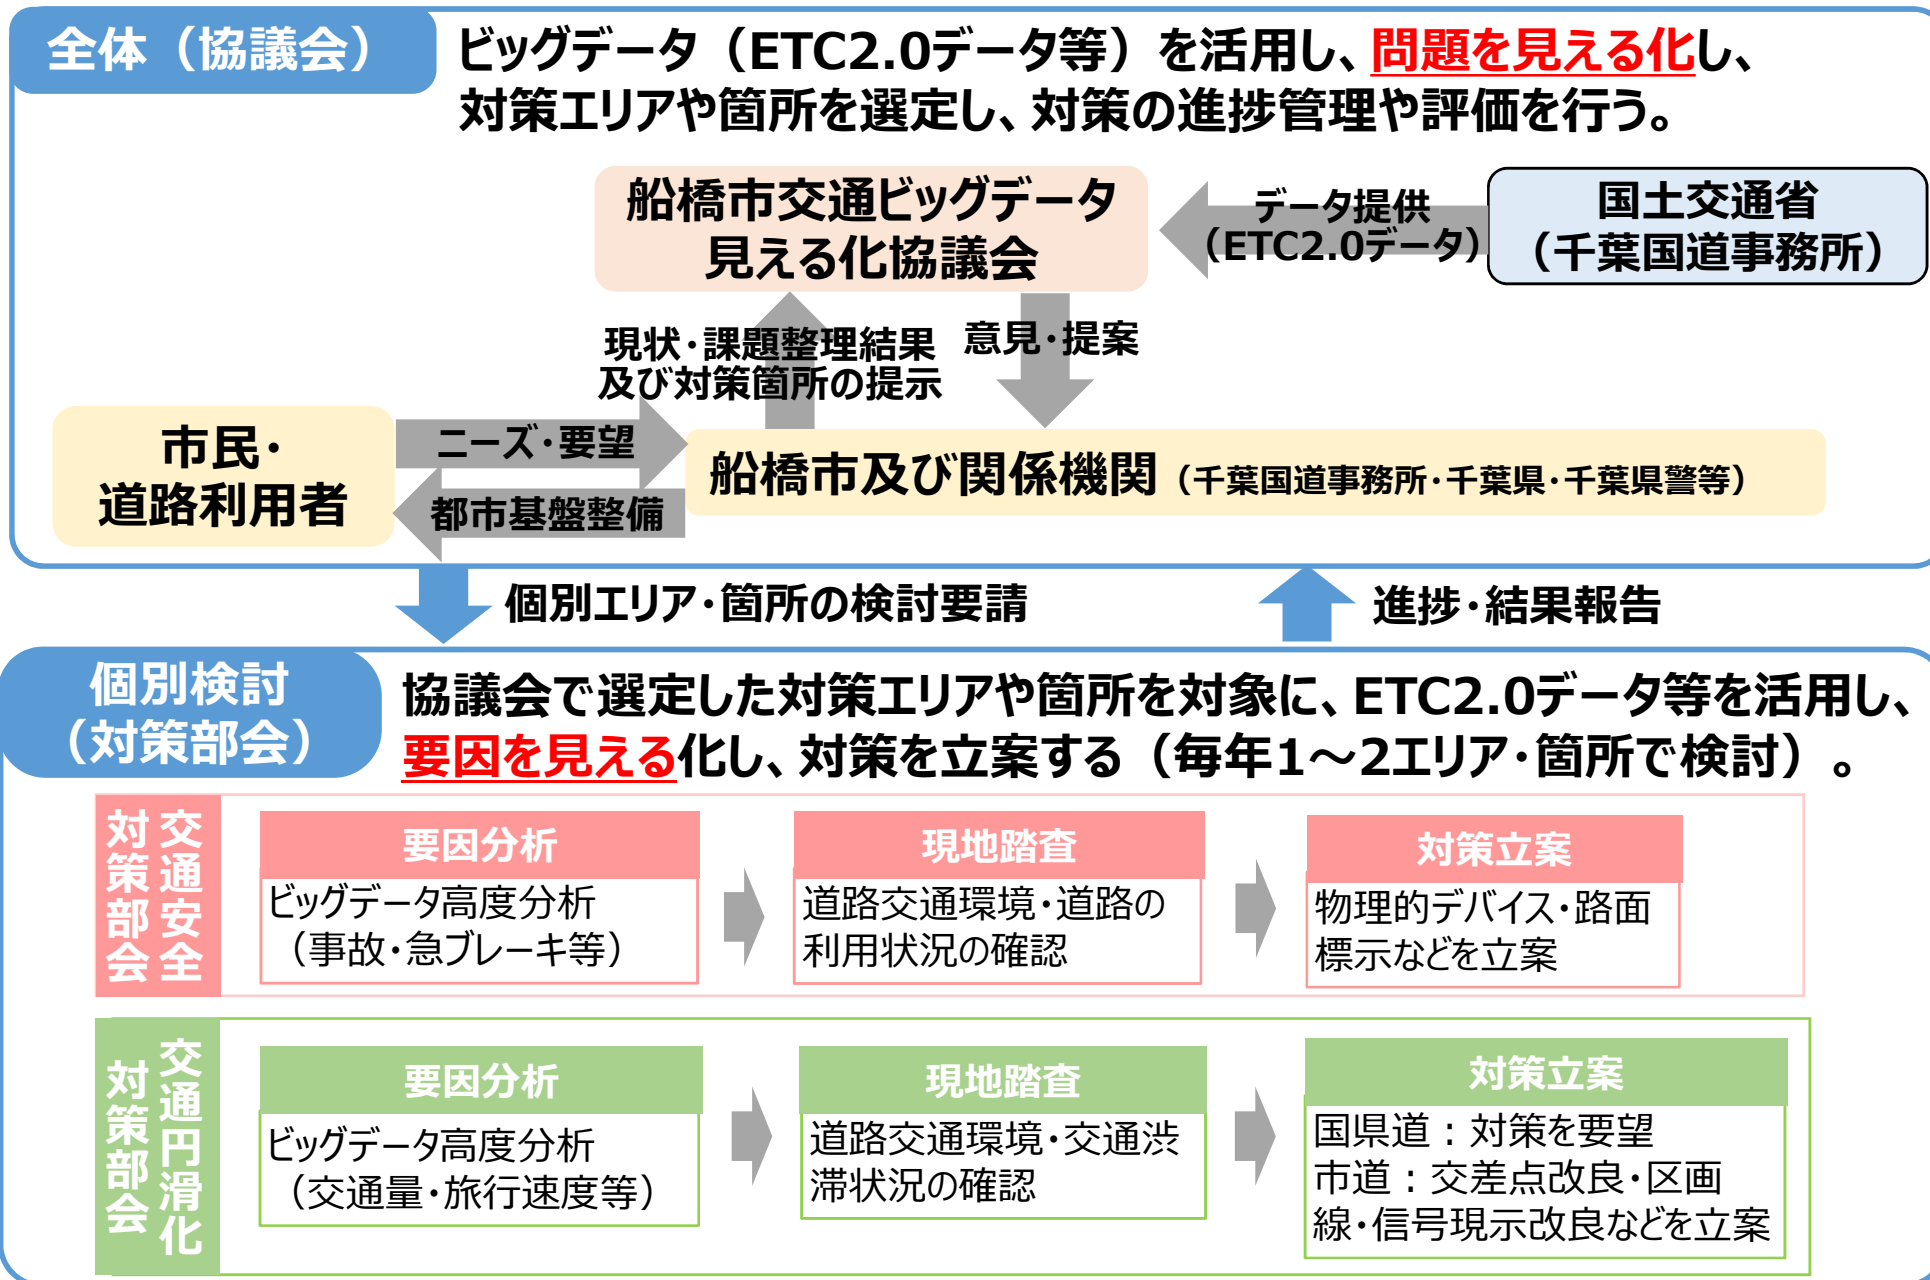 全体（協議会）
ビッグデータ（ETC2.0データ等）を活用し、問題を見える化し、
対策エリアや箇所を選定し、対策の進捗管理や評価を行う。
船橋市交通ビッグデータ
見える化協議会
データ提供
（ETC2.0データ）
国土交通省
（千葉国道事務所）
現状・課題整理結果
及び対策箇所の提示
意見・提案
市民・
道路利用者
ニーズ・要望
都市基盤整備
船橋市及び関係機関（千葉国道事務所・千葉県・千葉県警等）
個別エリア・箇所の検討要請
進捗・結果報告
個別検討
（対策部会）
協議会で選定した対策エリアや箇所を対象に、ETC2.0データ等を活用し、
要因を見える化し、対策を立案する（毎年1～2エリア・箇所で検討）。
交通安全
対策部会
要因分析
ビッグデータ高度分析
（事故・急ブレーキ等）
現地踏査
道路交通環境・道路の
利用状況の確認
対策立案
物理的デバイス・路面
標示などを立案
交通円滑化
対策部会
要因分析
ビッグデータ高度分析
（交通量・旅行速度等）
現地踏査
道路交通環境・交通渋
滞状況の確認
対策立案
国県道：対策を要望
市道：交差点改良・区画
線・信号現示改良などを立案